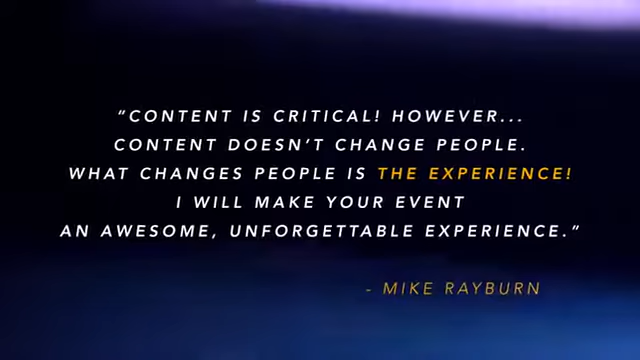 “CONTENT IS CRITICAL! HOWEVER...
CONTENT DOESN’T CHANGE PEOPLE.
WHAT CHANGES PEOPLE IS THE EXPERIENCE!
I WILL MAKE YOUR EVENT
AN AWESOME, UNFORGETTABLE EXPERIENCE.”
- MIKE RAYBURN